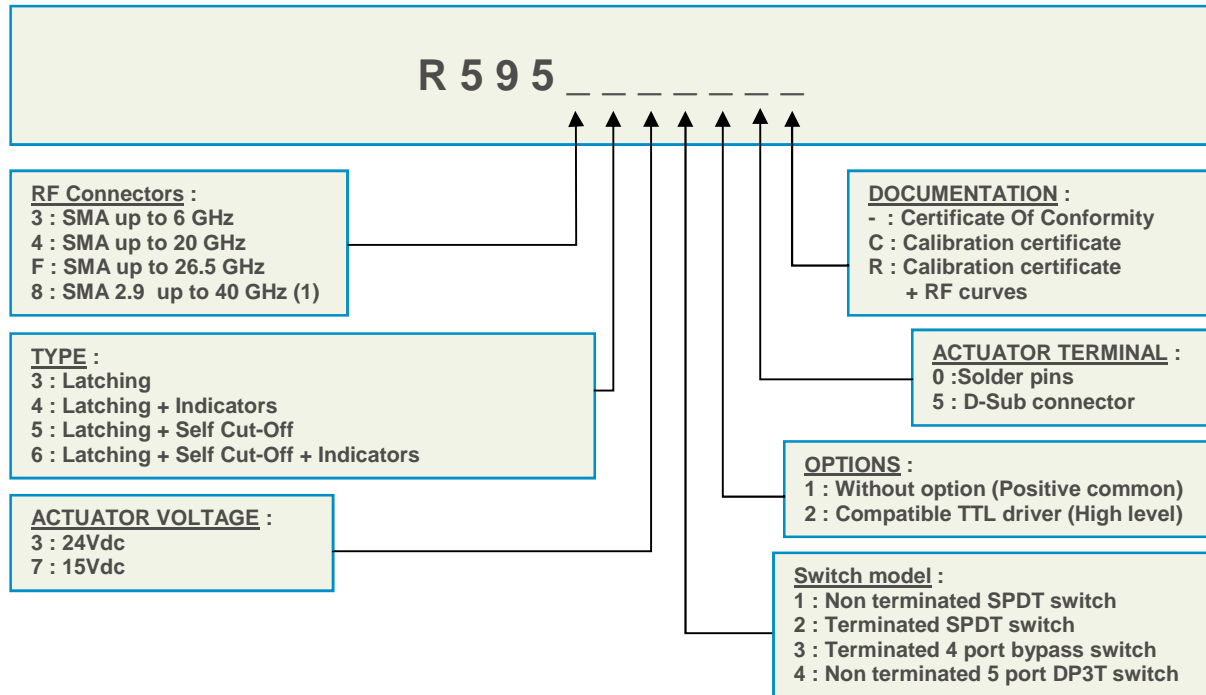 R 5 9 5 _ _ _ _ _ _ _
RF Connectors :
3 : SMA up to 6 GHz
4 : SMA up to 20 GHz
F : SMA up to 26.5 GHz
8 : SMA 2.9 up to 40 GHz (1)
TYPE :
3 : Latching
4 : Latching + Indicators
5 : Latching + Self Cut-Off
6 : Latching + Self Cut-Off + Indicators
ACTUATOR VOLTAGE :
3 : 24Vdc
7 : 15Vdc
DOCUMENTATION :
- : Certificate Of Conformity
C : Calibration certificate
R : Calibration certificate
+ RF curves
ACTUATOR TERMINAL :
0 :Solder pins
5 : D-Sub connector
OPTIONS :
1 : Without option (Positive common)
2 : Compatible TTL driver (High level)
Switch model :
1 : Non terminated SPDT switch
2 : Terminated SPDT switch
3 : Terminated 4 port bypass switch
4 : Non terminated 5 port DP3T switch